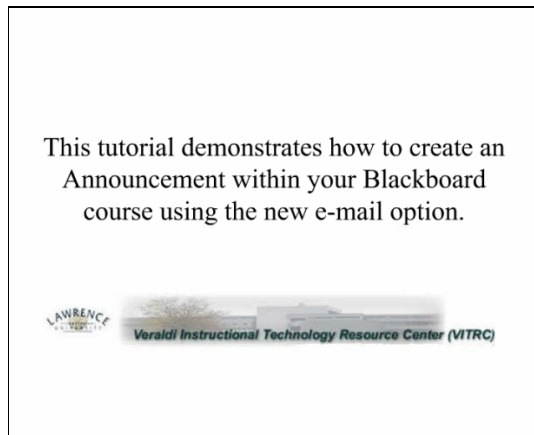 This tutorial demonstrates how to create an
Announcement within your Blackboard
course using the new e-mail option.
LAWRENCE
UNIVERSITY
Veraldi Instructional Technology Resource Center (VITRC)